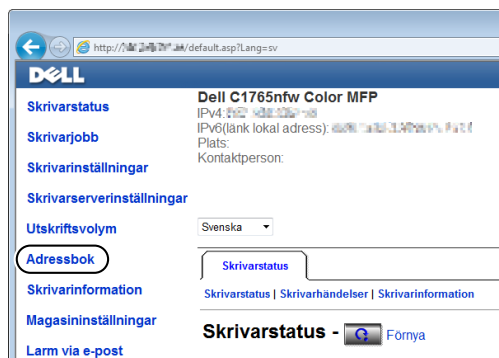 http://
/default.asp?Lang=sv
DELL
Skrivarstatus
Skrivarjobb
Skrivarinställningar
Skrivarserverinställningar
Utskriftsvolym
Adressbok
Skrivarinformation
Magasininställningar
Larm via e-post
Dell C1765nfw Color MFP
IPv4:
IPv6(länk lokal adress):
Plats:
Kontaktperson:
Svenska
Skrivarstatus
Skrivarstatus | Skrivarhändelser | Skrivarinformation
Skrivarstatus - Förnya